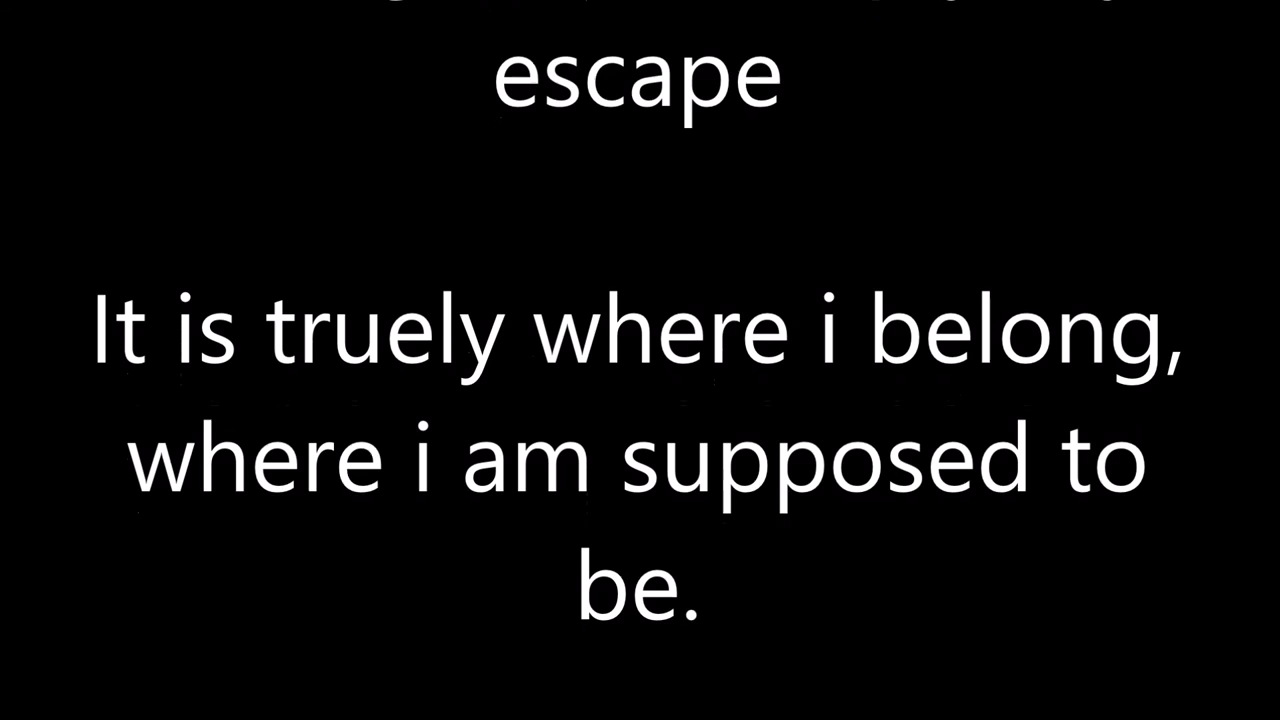 escape
It is truely where i belong,
where i am supposed to
be.